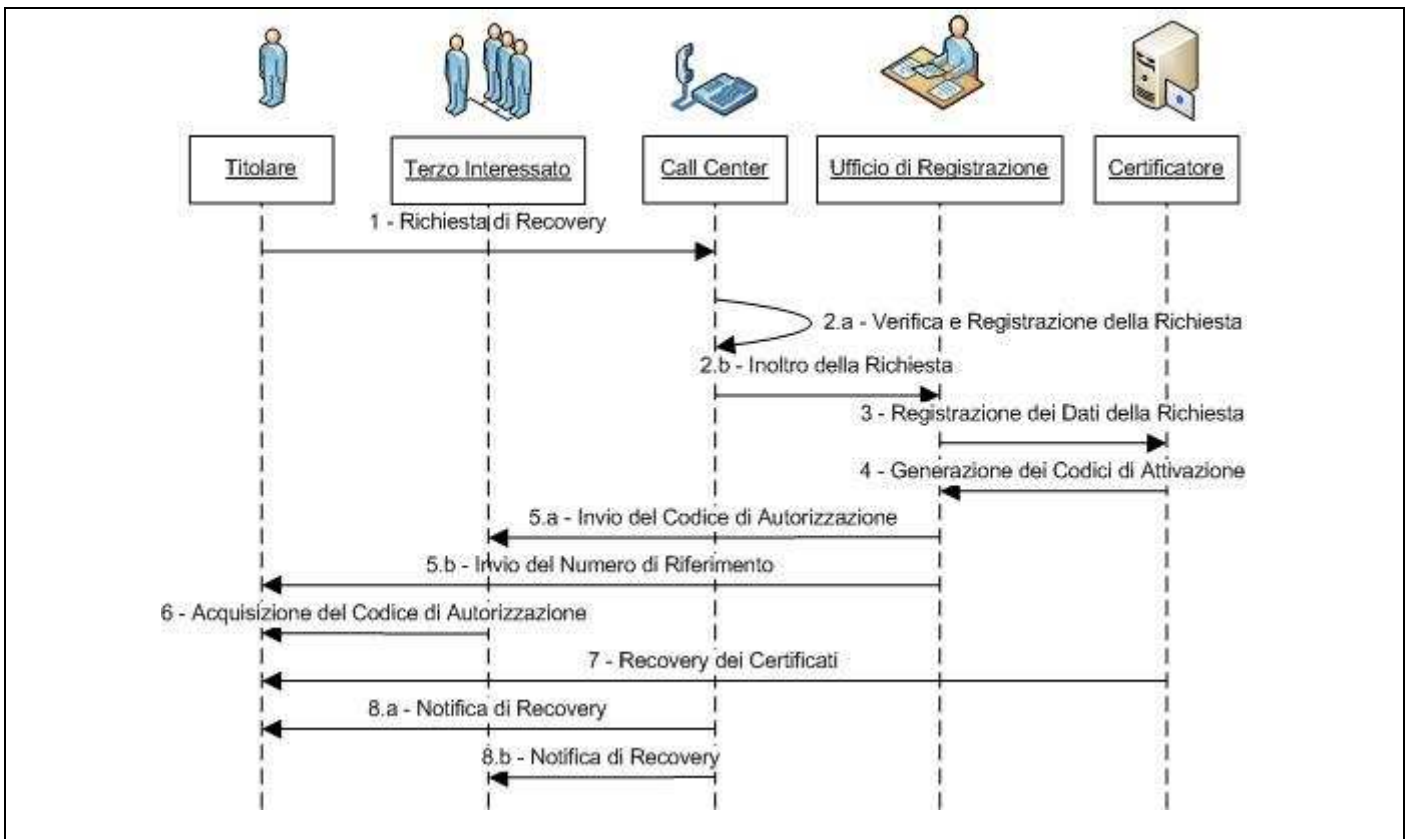 Titolare
Terzo Interessato
Call Center
Ufficio di Registrazione
Certificatore
1 - Richiesta di Recovery
2.a - Verifica e Registrazione della Richiesta
2.b - Inoltro della Richiesta
3 - Registrazione dei Dati della Richiesta
4 - Generazione dei Codici di Attivazione
5.a - Invio del Codice di Autorizzazione
5.b - Invio del Numero di Riferimento
6 - Acquisizione del Codice di Autorizzazione
7 - Recovery dei Certificati
8.a - Notifica di Recovery
8.b - Notifica di Recovery